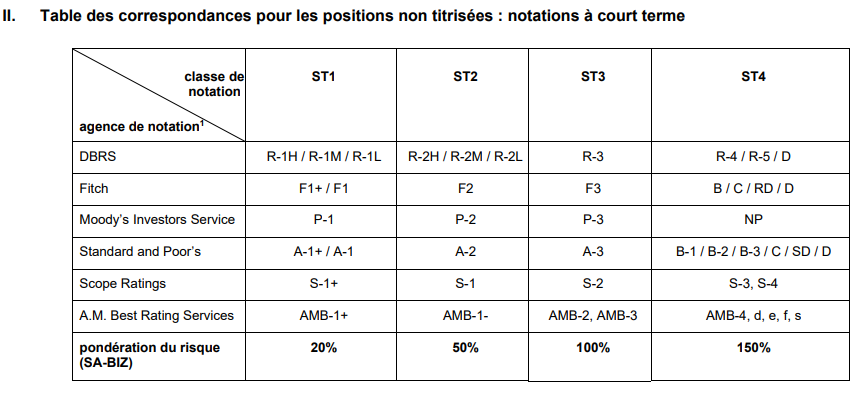 II. Table des correspondances pour les positions non titrisées : notations à court terme
classe de notation
agence de notation1
ST1 ST2 ST3 ST4
DBRS R-1H / R-1M / R-1L R-2H / R-2M / R-2L R-3 R-4 / R-5 / D
Fitch F1+ / F1 F2 F3 B / C / RD / D
Moody's Investors Service P-1 P-2 P-3 NP
Standard and Poor's A-1+ / A-1 A-2 A-3 B-1 / B-2 / B-3 / C / SD / D
Scope Ratings S-1+ S-1 S-2 S-3, S-4
A.M. Best Rating Services AMB-1+ AMB-1- AMB-2, AMB-3 AMB-4, d, e, f, s
pondération du risque (SA-BIZ) 20% 50% 100% 150%